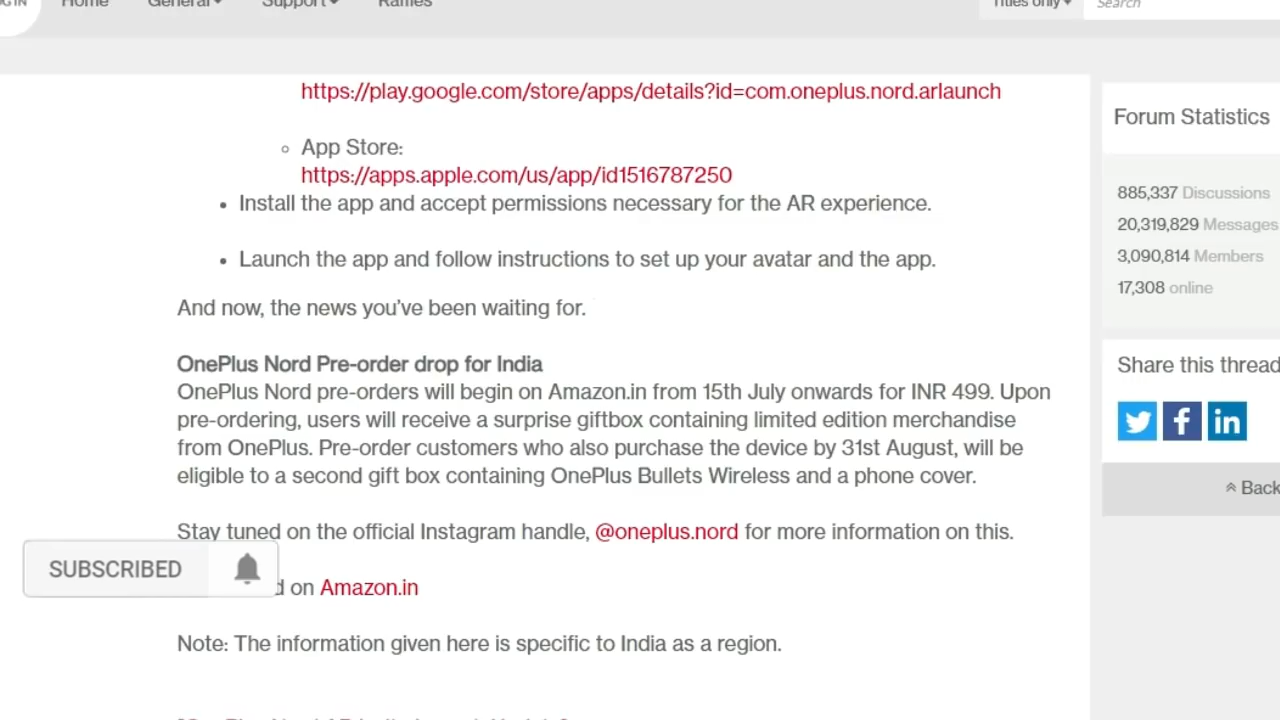 Home General Support Rames Titles only Search
https://play.google.com/store/apps/details?id=com.oneplus.nord.arlaunch
App Store:
https://apps.apple.com/us/app/id1516787250
Install the app and accept permissions necessary for the AR experience.
Launch the app and follow instructions to set up your avatar and the app.
And now, the news you’ve been waiting for.
OnePlus Nord Pre-order drop for India
OnePlus Nord pre-orders will begin on Amazon.in from 15th July onwards for INR 499. Upon
pre-ordering, users will receive a surprise giftbox containing limited edition merchandise
from OnePlus. Pre-order customers who also purchase the device by 31st August, will be
eligible to a second gift box containing OnePlus Bullets Wireless and a phone cover.
Stay tuned on the official Instagram handle, @oneplus.nord for more information on this.
SUBSCRIBED
on Amazon.in
Note: The information given here is specific to India as a region.
Forum Statistics
885,337 Discussions
20,319,829 Messages
3,090,814 Members
17,308 online
Share this thread
Back